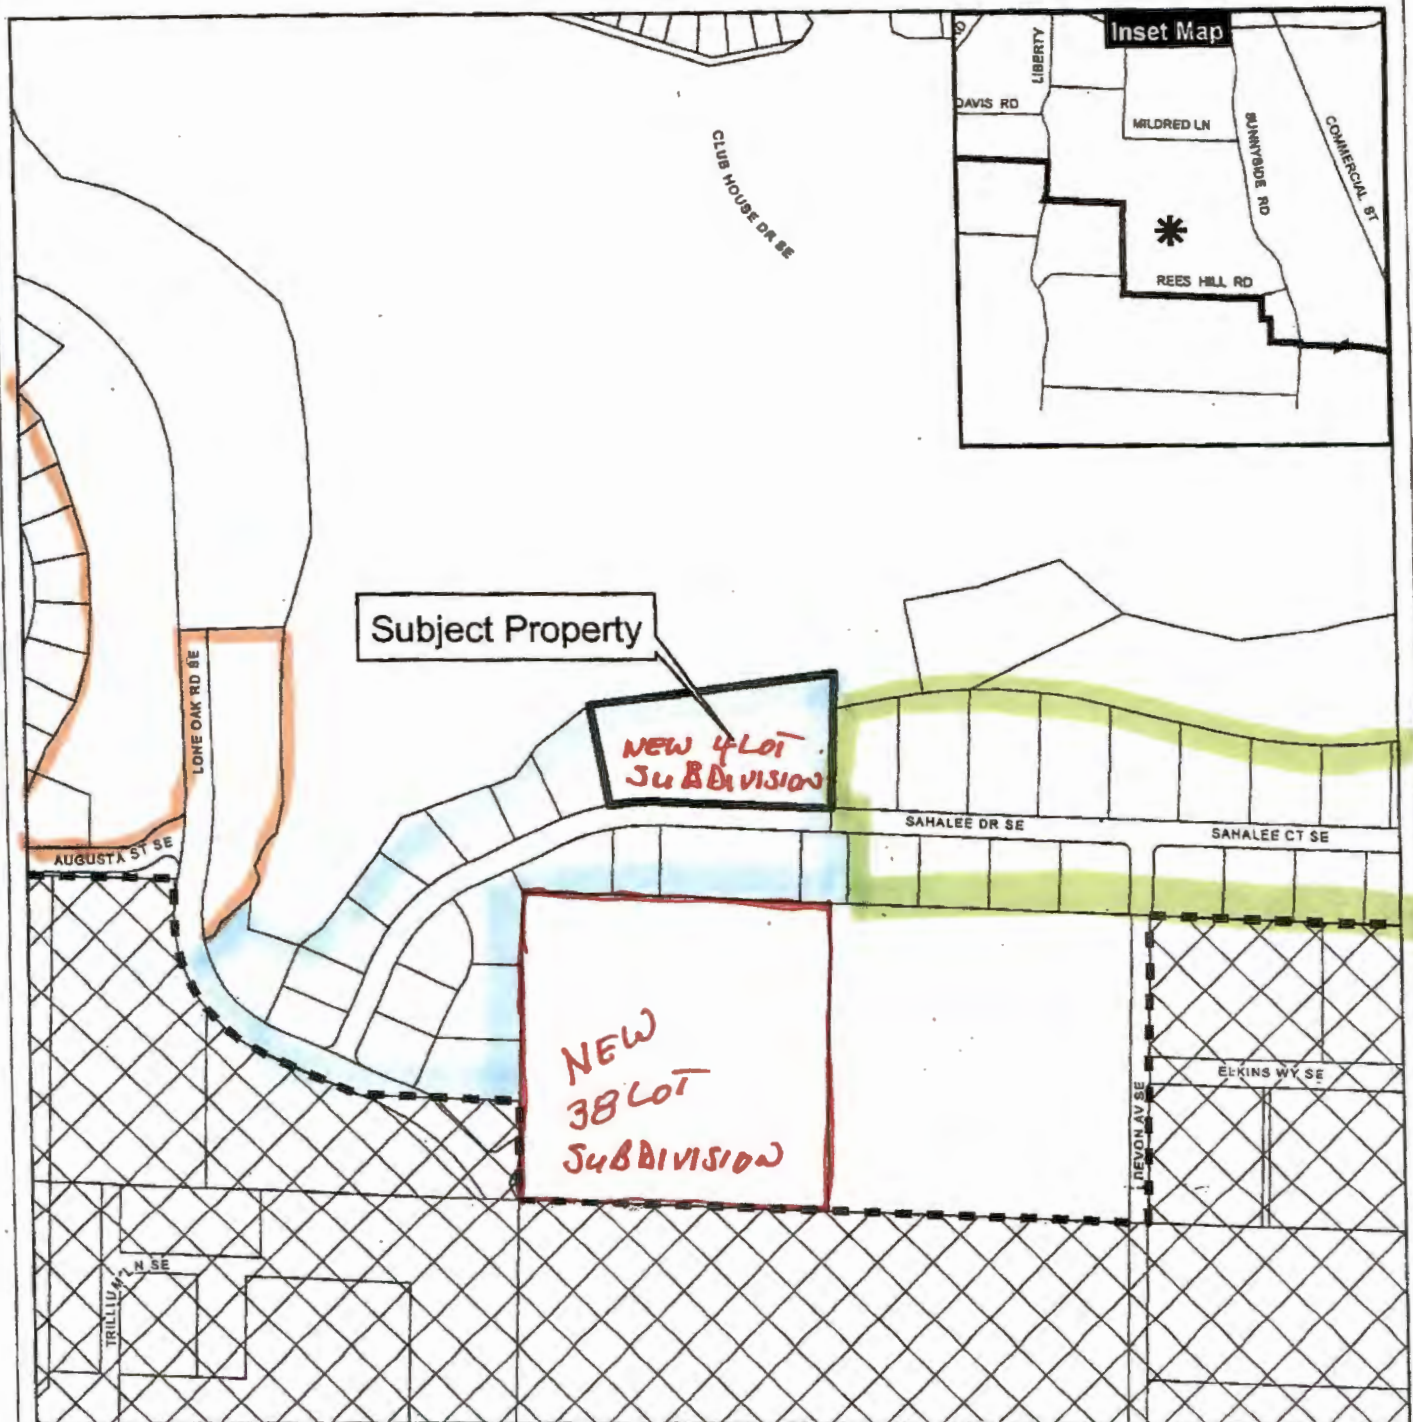 Inset Map
LIBERTY
DAVIS RD
MILDRED LN
SUNNYSIDE RD
COMMERCIAL ST
REES HILL RD
CLUB HOUSE DR SE
Subject Property
LONE OAK RD SE
NEW 4 LOT
SUBDIVISION
SAHALEE DR SE
SAHALEE CT SE
AUGUSTA ST SE
NEW
38 LOT
SUBDIVISION
ELKINS WY SE
DEVON AV SE
TRILLIUM LN SE